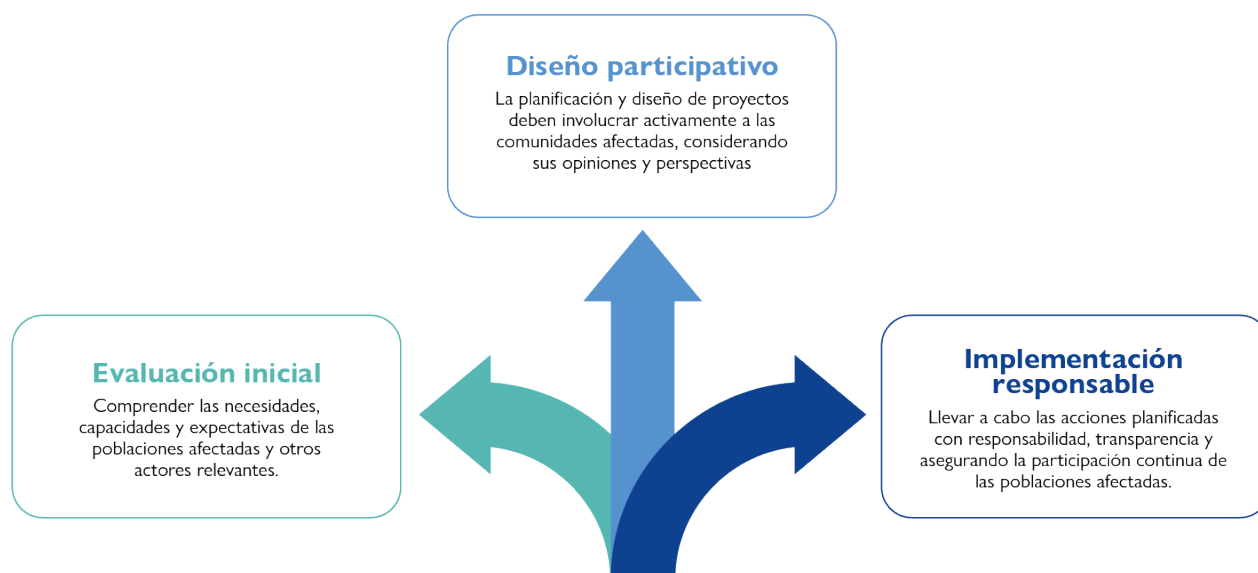 Diseño participativo
La planificación y diseño de proyectos
deben involucrar activamente a las
comunidades afectadas, considerando
sus opiniones y perspectivas
Evaluación inicial
Comprender las necesidades,
capacidades y expectativas de las
poblaciones afectadas y otros
actores relevantes.
Implementación
responsable
Llevar a cabo las acciones planificadas
con responsabilidad, transparencia y
asegurando la participación continua de
las poblaciones afectadas.